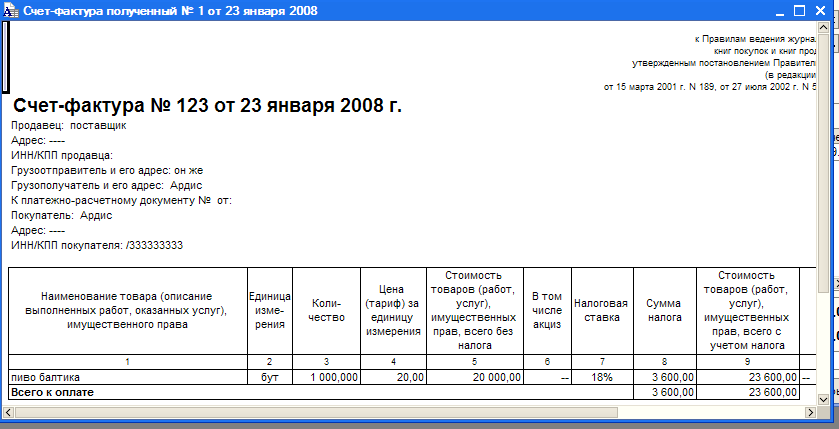 Счет-фактура полученный № 1 от 23 января 2008
к Правилам ведения журна
книг покупок и книг прод
утвержденным постановлением Правитель
(в редакции
от 15 марта 2001 г. N 189, от 27 июля 2002 г. N 5
Счет-фактура № 123 от 23 января 2008 г.
Продавец: поставщик
Адрес: ----
ИНН/КПП продавца:
Грузоотправитель и его адрес: он же
Грузополучатель и его адрес: Ардис
К платежно-расчетному документу № от:
Покупатель: Ардис
Адрес: ----
ИНН/КПП покупателя: /333333333
Наименование товара (описание
выполненных работ, оказанных услуг),
имущественного права
Единица
изме-
рения
Коли-
чество
Цена
(тариф) за
единицу
измерения
Стоимость
товаров (работ,
услуг),
имущественных
прав, всего без
налога
В том
числе
акциз
Налоговая
ставка
Сумма
налога
Стоимость
товаров (работ,
услуг),
имущественных
прав, всего с
учетом налога
1 2 3 4 5 6 7 8 9
пиво балтика бут 1 000,000 20,00 20 000,00 -- 18% 3 600,00 23 600,00 --
Всего к оплате 3 600,00 23 600,00